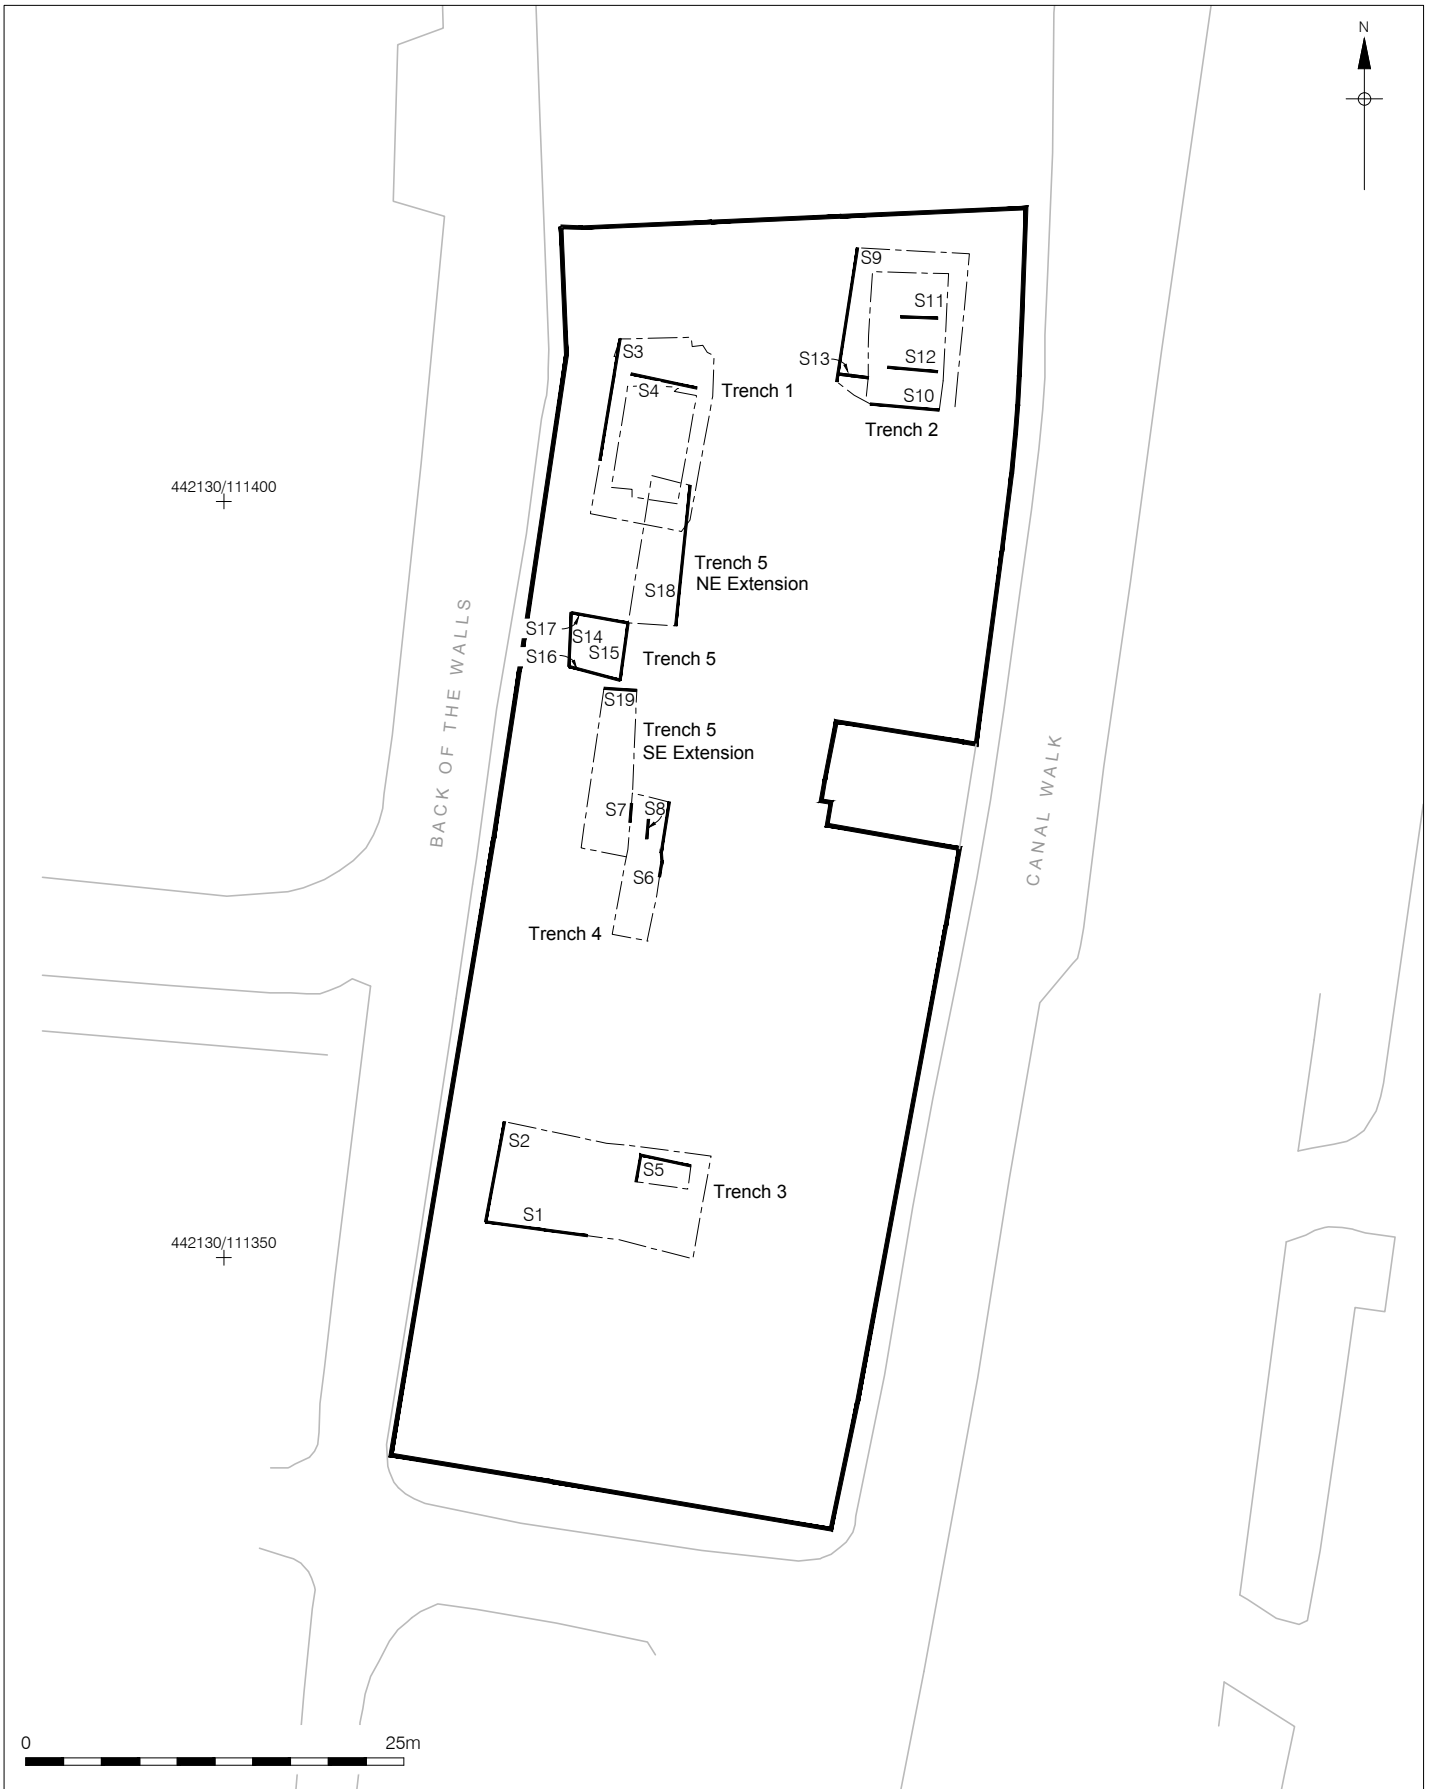 N
S9
S11
S3
S13
S12
S4
Trench 1
S10
Trench 2
442130/111400
Trench 5
NE Extension
S18
S17
S14
S15
S16
Trench 5
S19
Trench 5
SE Extension
BACK OF THE WALLS
CANAL WALK
S7
S8
S6
Trench 4
S2
S5
Trench 3
S1
442130/111350
0
25m